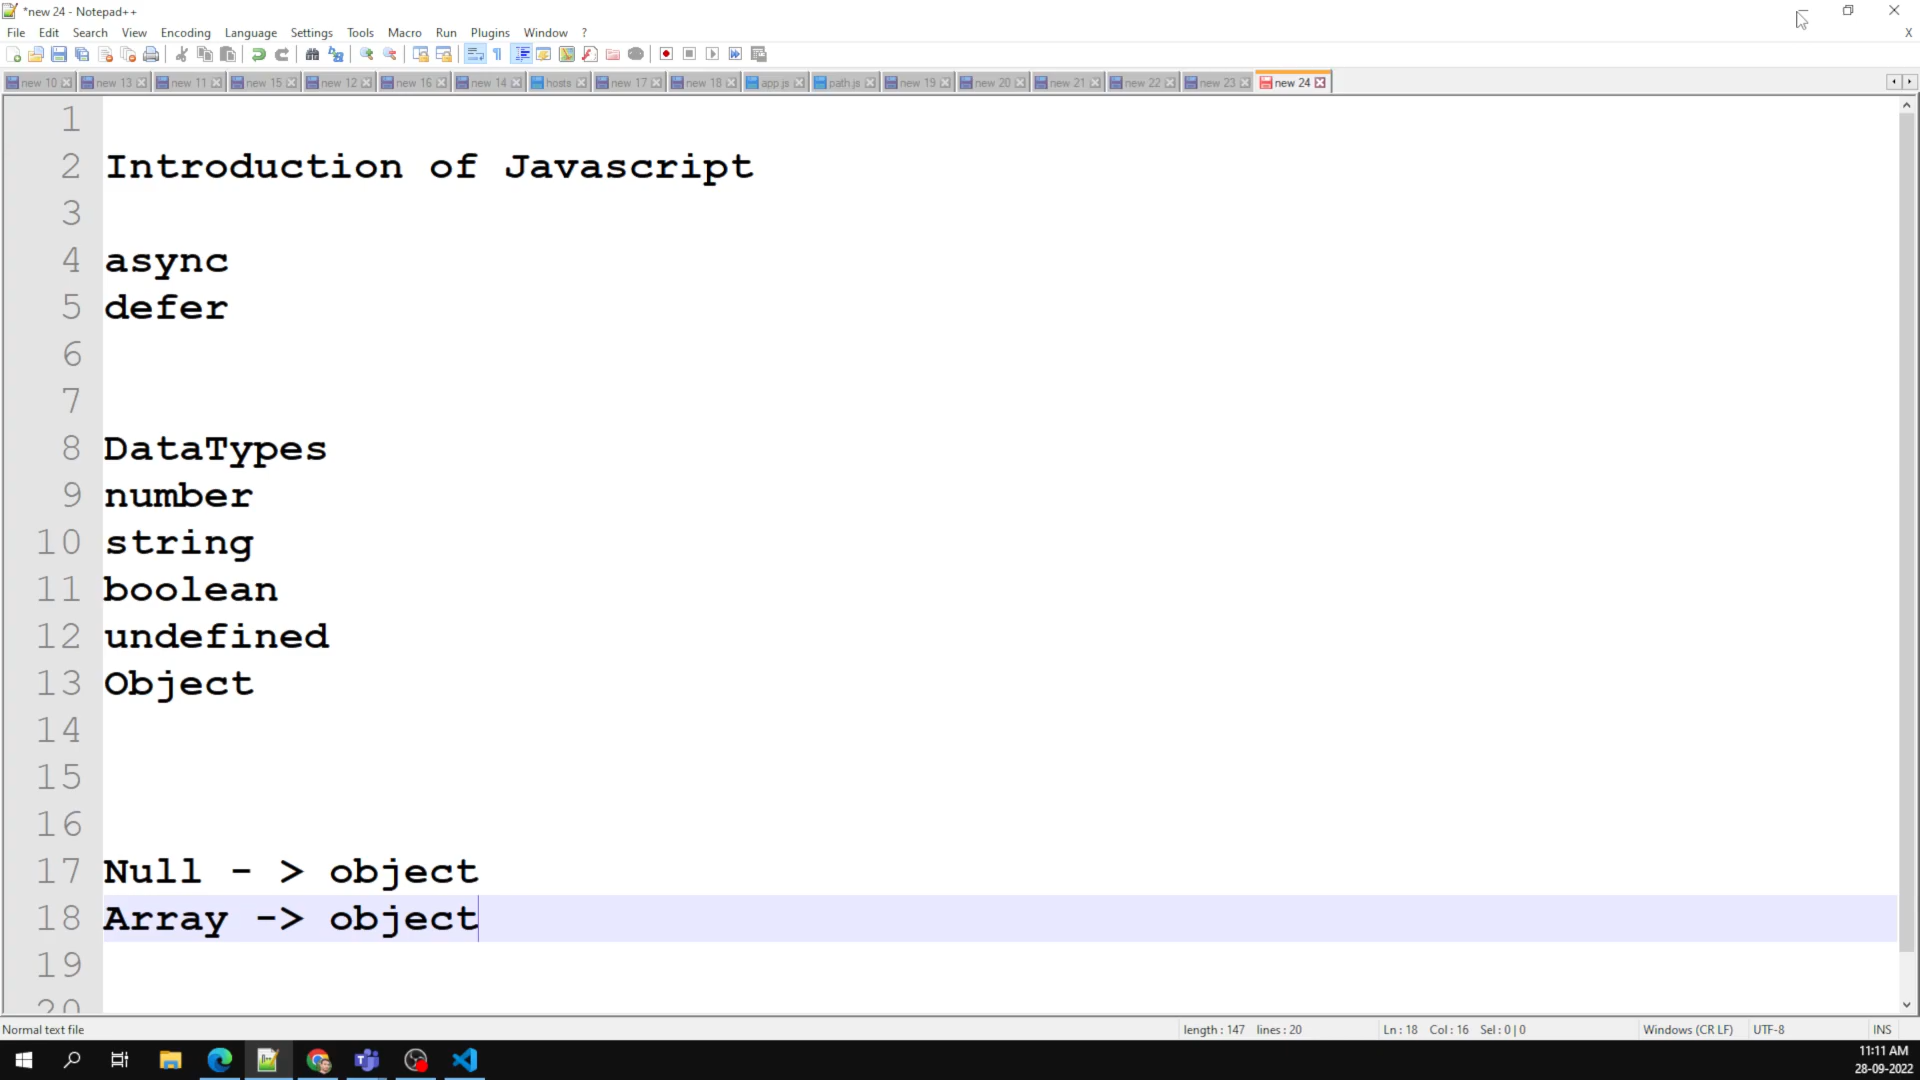 *new 24 - Notepad++
File Edit Search View Encoding Language Settings Tools Macro Run Plugins Window ? X
new 10 new 13 new 11 new 15 new 12 new 16 new 14 hosts new 17 new 18 app.js path.js new 19 new 20 new 21 new 22 new 23 new 24
1
2 Introduction of Javascript
3
4 async
5 defer
6
7
8 DataTypes
9 number
10 string
11 boolean
12 undefined
13 Object
14
15
16
17 Null - > object
18 Array -> object
19
20
Normal text file length : 147 lines : 20 Ln : 18 Col : 16 Sel : 0 | 0 Windows (CR LF) UTF-8 INS
11:11 AM
28-09-2022